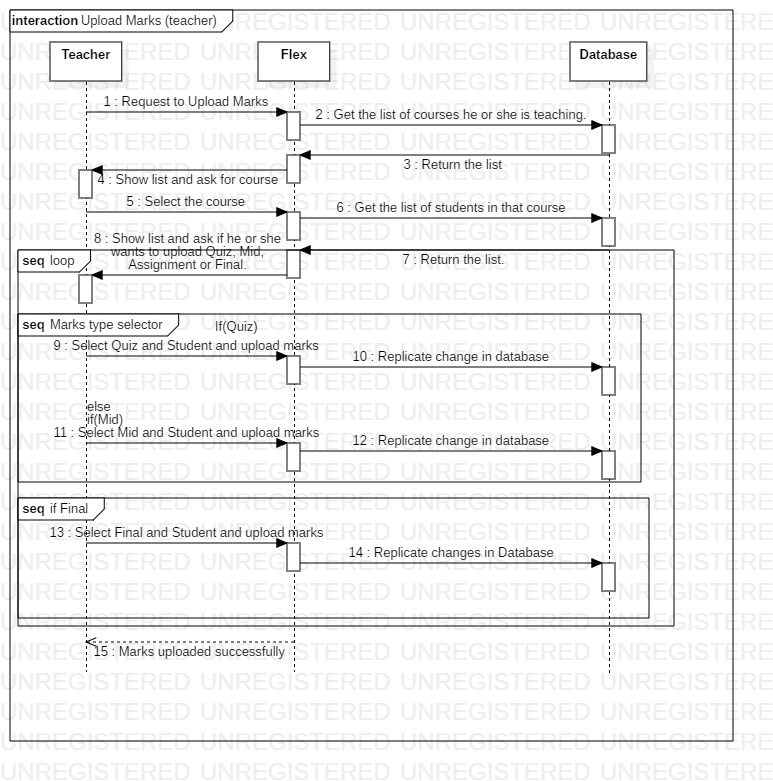 interaction Upload Marks (teacher)
Teacher
Flex
Database
1 : Request to Upload Marks
2 : Get the list of courses he or she is teaching.
3 : Return the list
4 : Show list and ask for course
5 : Select the course
6 : Get the list of students in that course
8 : Show list and ask if he or she
wants to upload Quiz, Mid,
Assignment or Final.
7 : Return the list.
seq loop
seq Marks type selector
If(Quiz)
9 : Select Quiz and Student and upload marks
10 : Replicate change in database
else
if(Mid)
11 : Select Mid and Student and upload marks
12 : Replicate change in database
seq if Final
13 : Select Final and Student and upload marks
14 : Replicate changes in Database
15 : Marks uploaded successfully
UNREGISTERED